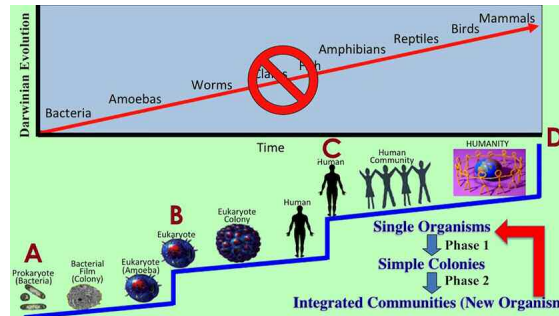 Darwinian Evolution
Mammals
Birds
Reptiles
Amphibians
Fish
Clams
Worms
Amoebas
Bacteria
Time
A
Prokaryote
(Bacteria)
Bacterial
Film
(Colony)
Eukaryote
(Amoeba)
B
Eukaryote
Eukaryote
Colony
Human
C
Human
Human
Community
HUMANITY
D
Single Organisms
Phase 1
Simple Colonies
Phase 2
Integrated Communities (New Organism